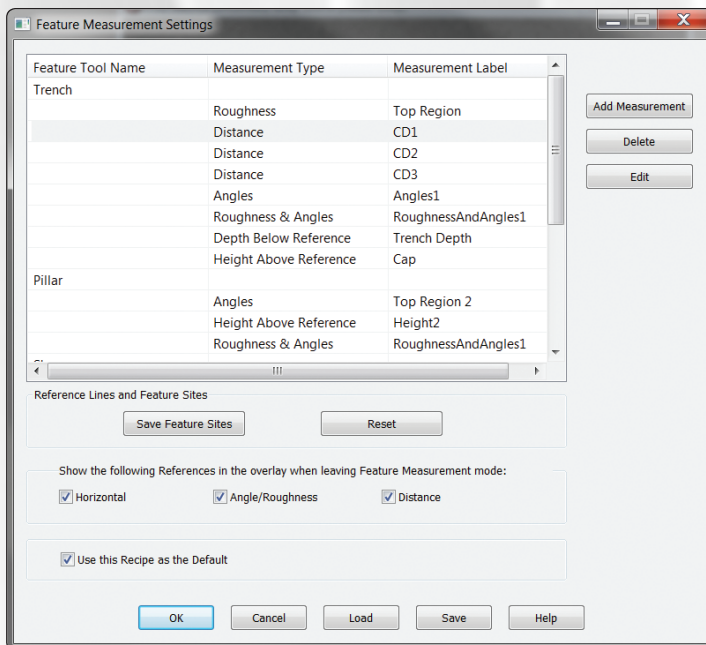 Feature Measurement Settings
Feature Tool Name Measurement Type Measurement Label
Trench
Roughness Top Region
Distance CD1
Distance CD2
Distance CD3
Angles Angles1
Roughness & Angles RoughnessAndAngles1
Depth Below Reference Trench Depth
Height Above Reference Cap
Pillar
Angles Top Region 2
Height Above Reference Height2
Roughness & Angles RoughnessAndAngles1
Add Measurement
Delete
Edit
Reference Lines and Feature Sites
Save Feature Sites Reset
Show the following References in the overlay when leaving Feature Measurement mode:
Horizontal Angle/Roughness Distance
Use this Recipe as the Default
OK Cancel Load Save Help